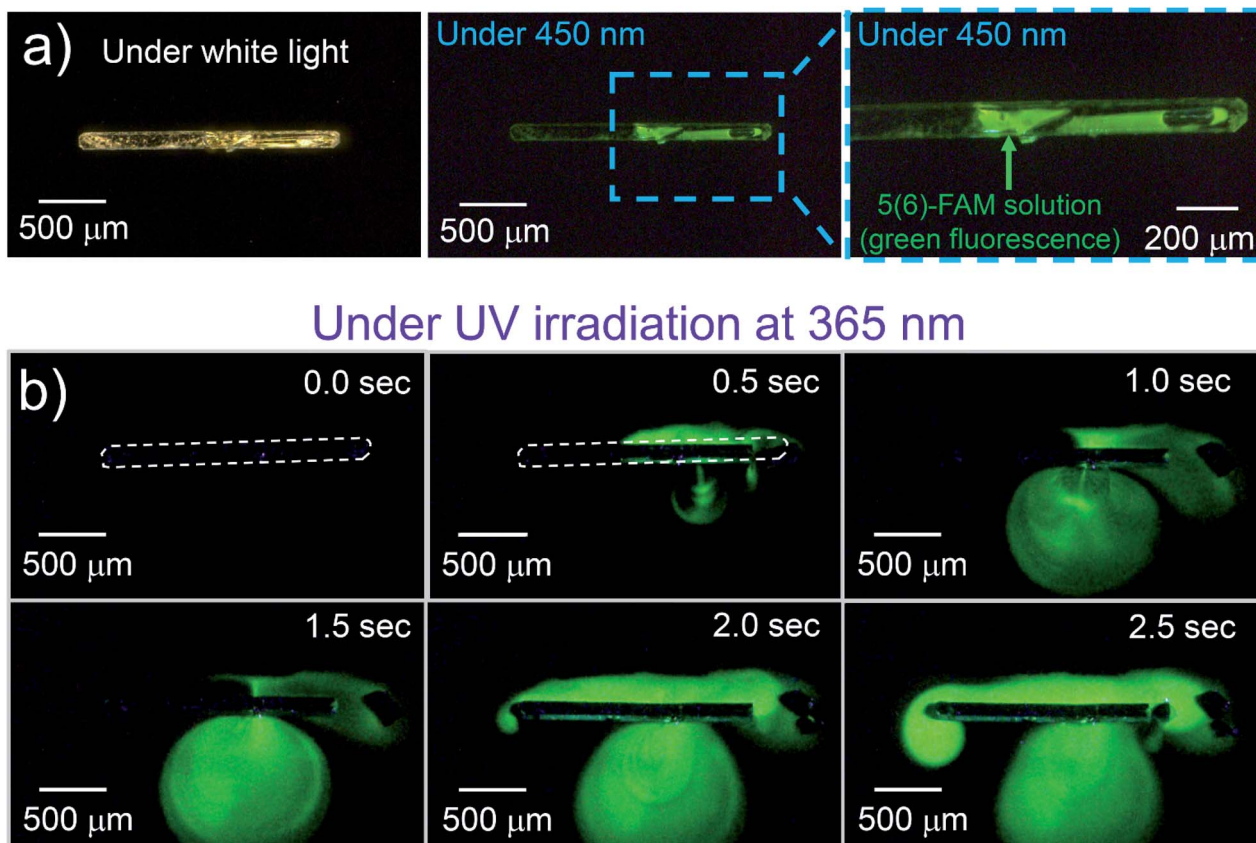 a)
Under white light
500 μm
Under 450 nm
500 μm
Under 450 nm
5(6)-FAM solution
(green fluorescence)
200 μm
Under UV irradiation at 365 nm
b)
0.0 sec
500 μm
0.5 sec
500 μm
1.0 sec
500 μm
1.5 sec
500 μm
2.0 sec
500 μm
2.5 sec
500 μm